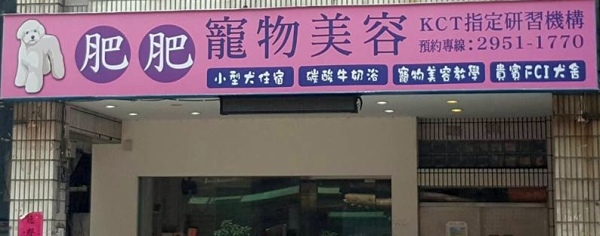 肥肥寵物美容
KCT指定研習機構
預約專線:2951-1770
小型犬住宿 碳酸牛奶浴 寵物美容教學 貴賓FCI犬舍